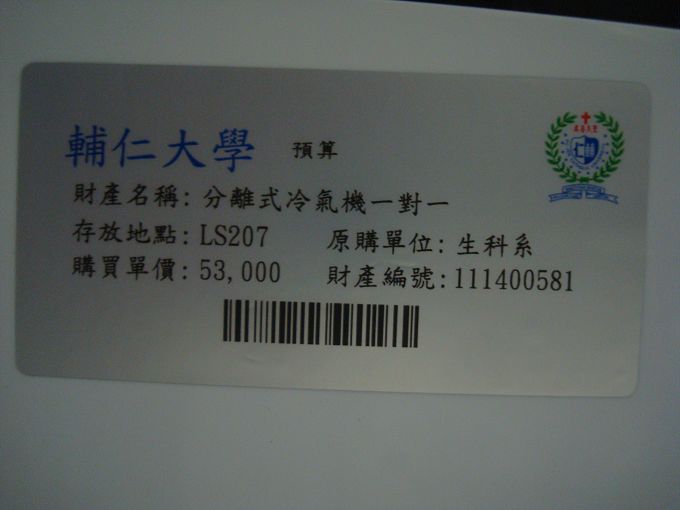 輔仁大學 預算
財產名稱: 分離式冷氣機一對一
存放地點: LS207 原購單位: 生科系
購買單價: 53,000 財產編號: 111400581